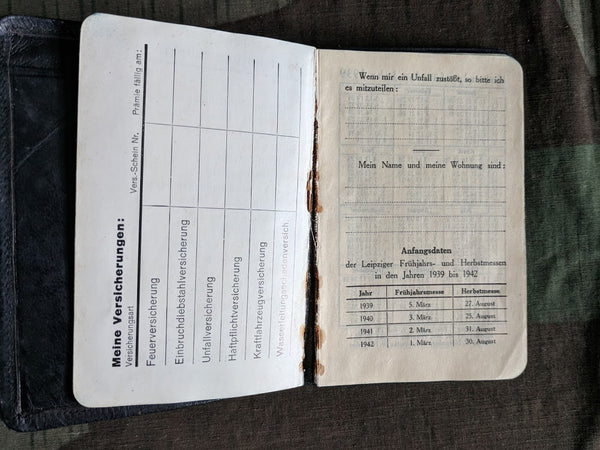 Meine Versicherungen:
Versicherungsart Vers.-Schein Nr. Prämie fällig am:
Feuerversicherung
Einbruchdiebstahlversicherung
Unfallversicherung
Haftpflichtversicherung
Kraftfahrzeugversicherung
Wasserleitungsschadenversich.
Wenn mir ein Unfall zustößt, so bitte ich
es mitzuteilen:
Mein Name und meine Wohnung sind:
Anfangsdaten
der Leipziger Frühjahrs- und Herbstmessen
in den Jahren 1939 bis 1942
Jahr Frühjahrsmesse Herbstmesse
1939 5. März 27. August
1940 3. März 25. August
1941 2. März 31. August
1942 1. März 30. August